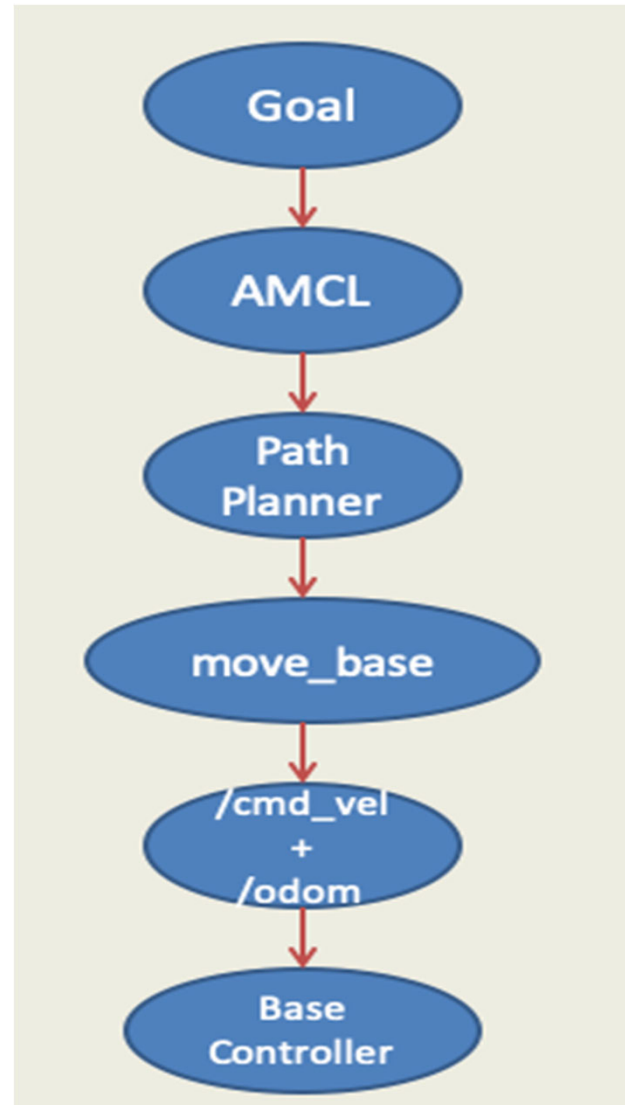 Goal
AMCL
Path
Planner
move_base
/cmd_vel
+
/odom
Base
Controller